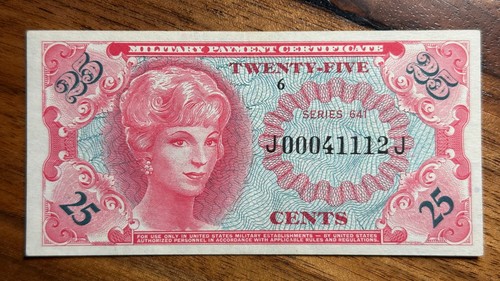 MILITARY PAYMENT CERTIFICATE
25
TWENTY-FIVE
25
6
SERIES 641
J00041112J
25
CENTS
25
FOR USE ONLY IN UNITED STATES MILITARY ESTABLISHMENTS - BY UNITED STATES
AUTHORIZED PERSONNEL IN ACCORDANCE WITH APPLICABLE RULES AND REGULATIONS.